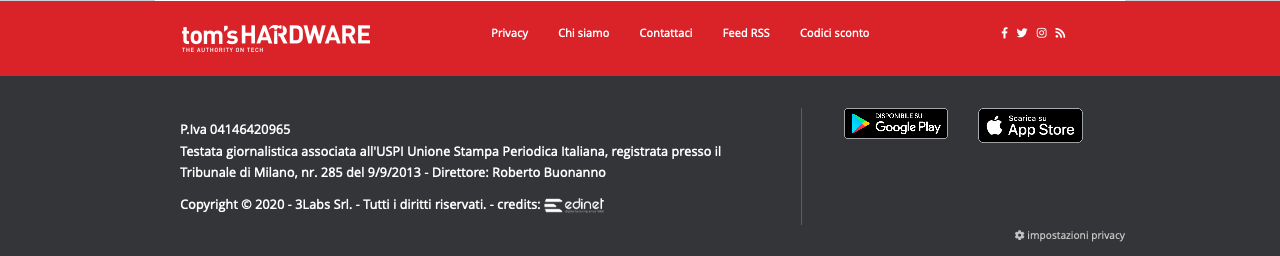 tom's HARDWARE
THE AUTHORITY ON TECH
Privacy Chi siamo Contattaci Feed RSS Codici sconto
P.Iva 04146420965
Testata giornalistica associata all'USPI Unione Stampa Periodica Italiana, registrata presso il
Tribunale di Milano, nr. 285 del 9/9/2013 - Direttore: Roberto Buonanno
Copyright © 2020 - 3Labs Srl. - Tutti i diritti riservati. - credits: edinet
DISPONIBILE SU
Google Play
Scarica su
App Store
impostazioni privacy